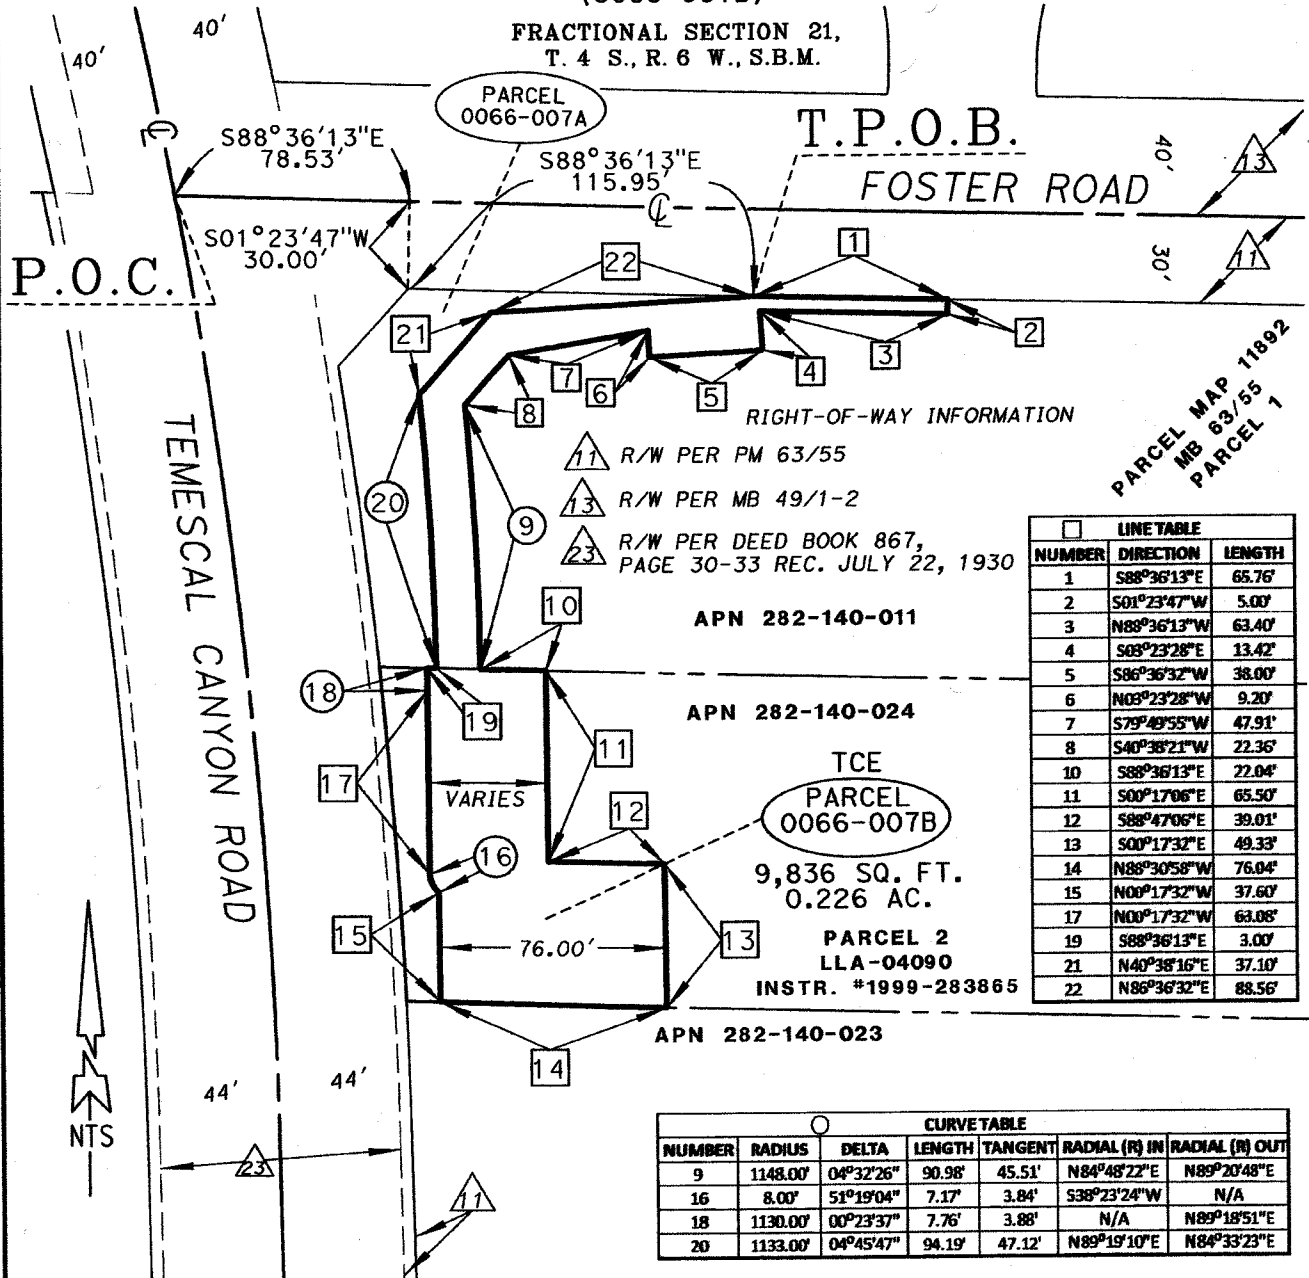 FRACTIONAL SECTION 21,
T. 4 S., R. 6 W., S.B.M.
40'
40'
PARCEL
0066-007A
T.P.O.B.
S88°36'13"E
78.53'
S88°36'13"E
115.95'
FOSTER ROAD
40'
13
S01°23'47"W
30.00'
P.O.C.
30'
11
22
1
21
2
3
4
5
6
7
8
PARCEL MAP 11892
MB 63/55
PARCEL 1
RIGHT-OF-WAY INFORMATION
11 R/W PER PM 63/55
13 R/W PER MB 49/1-2
23 R/W PER DEED BOOK 867,
PAGE 30-33 REC. JULY 22, 1930
20
9
TEMESCAL CANYON ROAD
10
APN 282-140-011
18
19
APN 282-140-024
11
17
VARIES
12
TCE
PARCEL
0066-007B
9,836 SQ. FT.
0.226 AC.
16
15
76.00'
13
PARCEL 2
LLA-04090
INSTR. #1999-283865
APN 282-140-023
14
44'
44'
NTS
23
11
LINE TABLE
NUMBER DIRECTION LENGTH
1 S88°36'13"E 65.76'
2 S01°23'47"W 5.00'
3 N88°36'13"W 63.40'
4 S03°23'28"E 13.42'
5 S86°36'32"W 38.00'
6 N03°23'28"W 9.20'
7 S79°49'55"W 47.91'
8 S40°38'21"W 22.36'
10 S88°36'13"E 22.04'
11 S00°17'06"E 65.50'
12 S88°47'06"E 39.01'
13 S00°17'32"E 49.33'
14 N88°30'58"W 76.04'
15 N00°17'32"W 37.60'
17 N00°17'32"W 63.08'
19 S88°36'13"E 3.00'
21 N40°38'16"E 37.10'
22 N86°36'32"E 88.56'
CURVE TABLE
NUMBER RADIUS DELTA LENGTH TANGENT RADIAL (R) IN RADIAL (R) OUT
9 1148.00' 04°32'26" 90.98' 45.51' N84°48'22"E N89°20'48"E
16 8.00' 51°19'04" 7.17' 3.84' S38°23'24"W N/A
18 1130.00' 00°23'37" 7.76' 3.88' N/A N89°18'51"E
20 1133.00' 04°45'47" 94.19' 47.12' N89°19'10"E N84°33'23"E